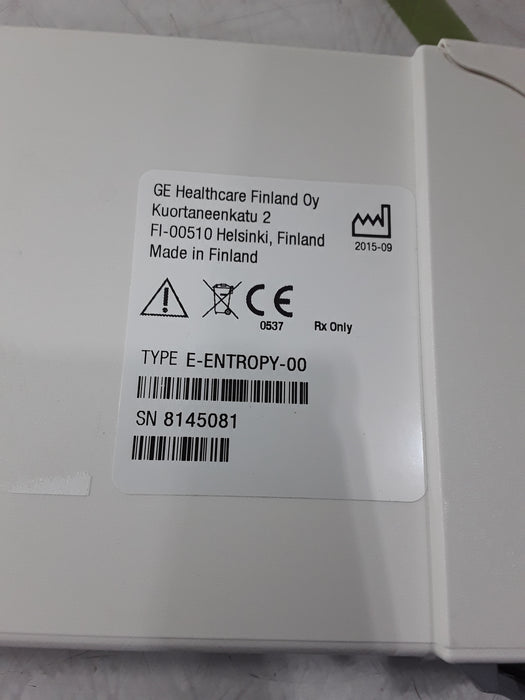 GE Healthcare Finland Oy
Kuortaneenkatu 2
FI-00510 Helsinki, Finland
Made in Finland
2015-09
CE
0537
Rx Only
TYPE E-ENTROPY-00
SN 8145081